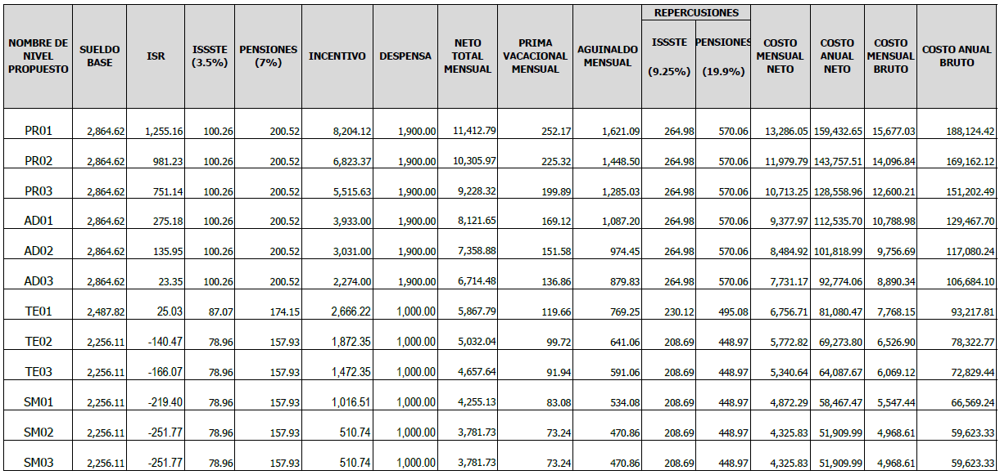 REPERCUSIONES
NOMBRE DE NIVEL PROPUESTO SUELDO BASE ISR ISSSTE (3.5%) PENSIONES (7%) INCENTIVO DESPENSA NETO TOTAL MENSUAL PRIMA VACACIONAL MENSUAL AGUINALDO MENSUAL ISSSTE (9.25%) PENSIONES (19.9%) COSTO MENSUAL NETO COSTO ANUAL NETO COSTO MENSUAL BRUTO COSTO ANUAL BRUTO
PR01 2,864.62 1,255.16 100.26 200.52 8,204.12 1,900.00 11,412.79 252.17 1,621.09 264.98 570.06 13,286.05 159,432.65 15,677.03 188,124.42
PR02 2,864.62 981.23 100.26 200.52 6,823.37 1,900.00 10,305.97 225.32 1,448.50 264.98 570.06 11,979.79 143,757.51 14,096.84 169,162.12
PR03 2,864.62 751.14 100.26 200.52 5,515.63 1,900.00 9,228.32 199.89 1,285.03 264.98 570.06 10,713.25 128,558.96 12,600.21 151,202.49
AD01 2,864.62 275.18 100.26 200.52 3,933.00 1,900.00 8,121.65 169.12 1,087.20 264.98 570.06 9,377.97 112,535.70 10,788.98 129,467.70
AD02 2,864.62 135.95 100.26 200.52 3,031.00 1,900.00 7,358.88 151.58 974.45 264.98 570.06 8,484.92 101,818.99 9,756.69 117,080.24
AD03 2,864.62 23.35 100.26 200.52 2,274.00 1,900.00 6,714.48 136.86 879.83 264.98 570.06 7,731.17 92,774.06 8,890.34 106,684.10
TE01 2,487.82 25.03 87.07 174.15 2,666.22 1,000.00 5,867.79 119.66 769.25 230.12 495.08 6,756.71 81,080.47 7,768.15 93,217.81
TE02 2,256.11 -140.47 78.96 157.93 1,872.35 1,000.00 5,032.04 99.72 641.06 208.69 448.97 5,772.82 69,273.80 6,526.90 78,322.77
TE03 2,256.11 -166.07 78.96 157.93 1,472.35 1,000.00 4,657.64 91.94 591.06 208.69 448.97 5,340.64 64,087.67 6,069.12 72,829.44
SM01 2,256.11 -219.40 78.96 157.93 1,016.51 1,000.00 4,255.13 83.08 534.08 208.69 448.97 4,872.29 58,467.47 5,547.44 66,569.24
SM02 2,256.11 -251.77 78.96 157.93 510.74 1,000.00 3,781.73 73.24 470.86 208.69 448.97 4,325.83 51,909.99 4,968.61 59,623.33
SM03 2,256.11 -251.77 78.96 157.93 510.74 1,000.00 3,781.73 73.24 470.86 208.69 448.97 4,325.83 51,909.99 4,968.61 59,623.33